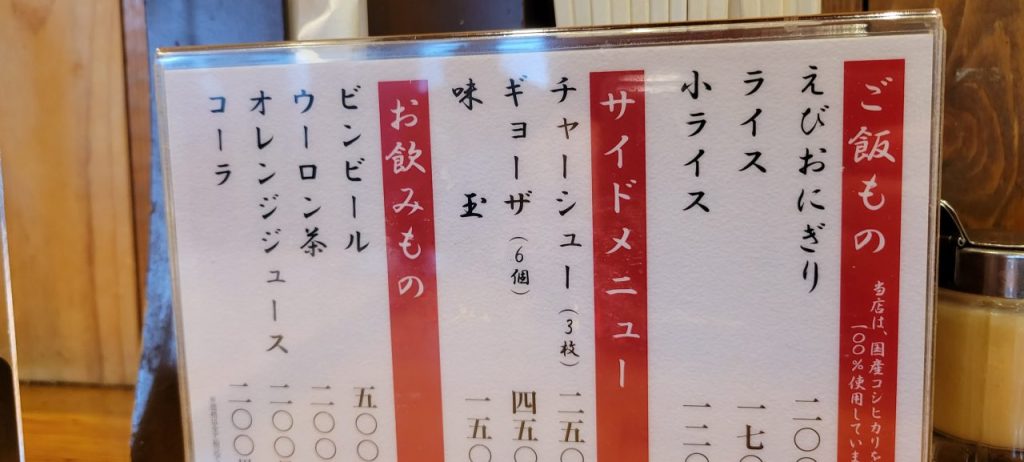 ご飯もの
当店は、国産コシヒカリを
一〇〇%使用していま
えびおにぎり 二〇〇
ライス 一七〇
小ライス 一二〇
サイドメニュー
チャーシュー(3枚) 二五〇
ギョーザ(6個) 四五〇
味玉 一五〇
お飲みもの
ビンビール 五〇〇
ウーロン茶 二〇〇
オレンジジュース 二〇〇
コーラ 二〇〇